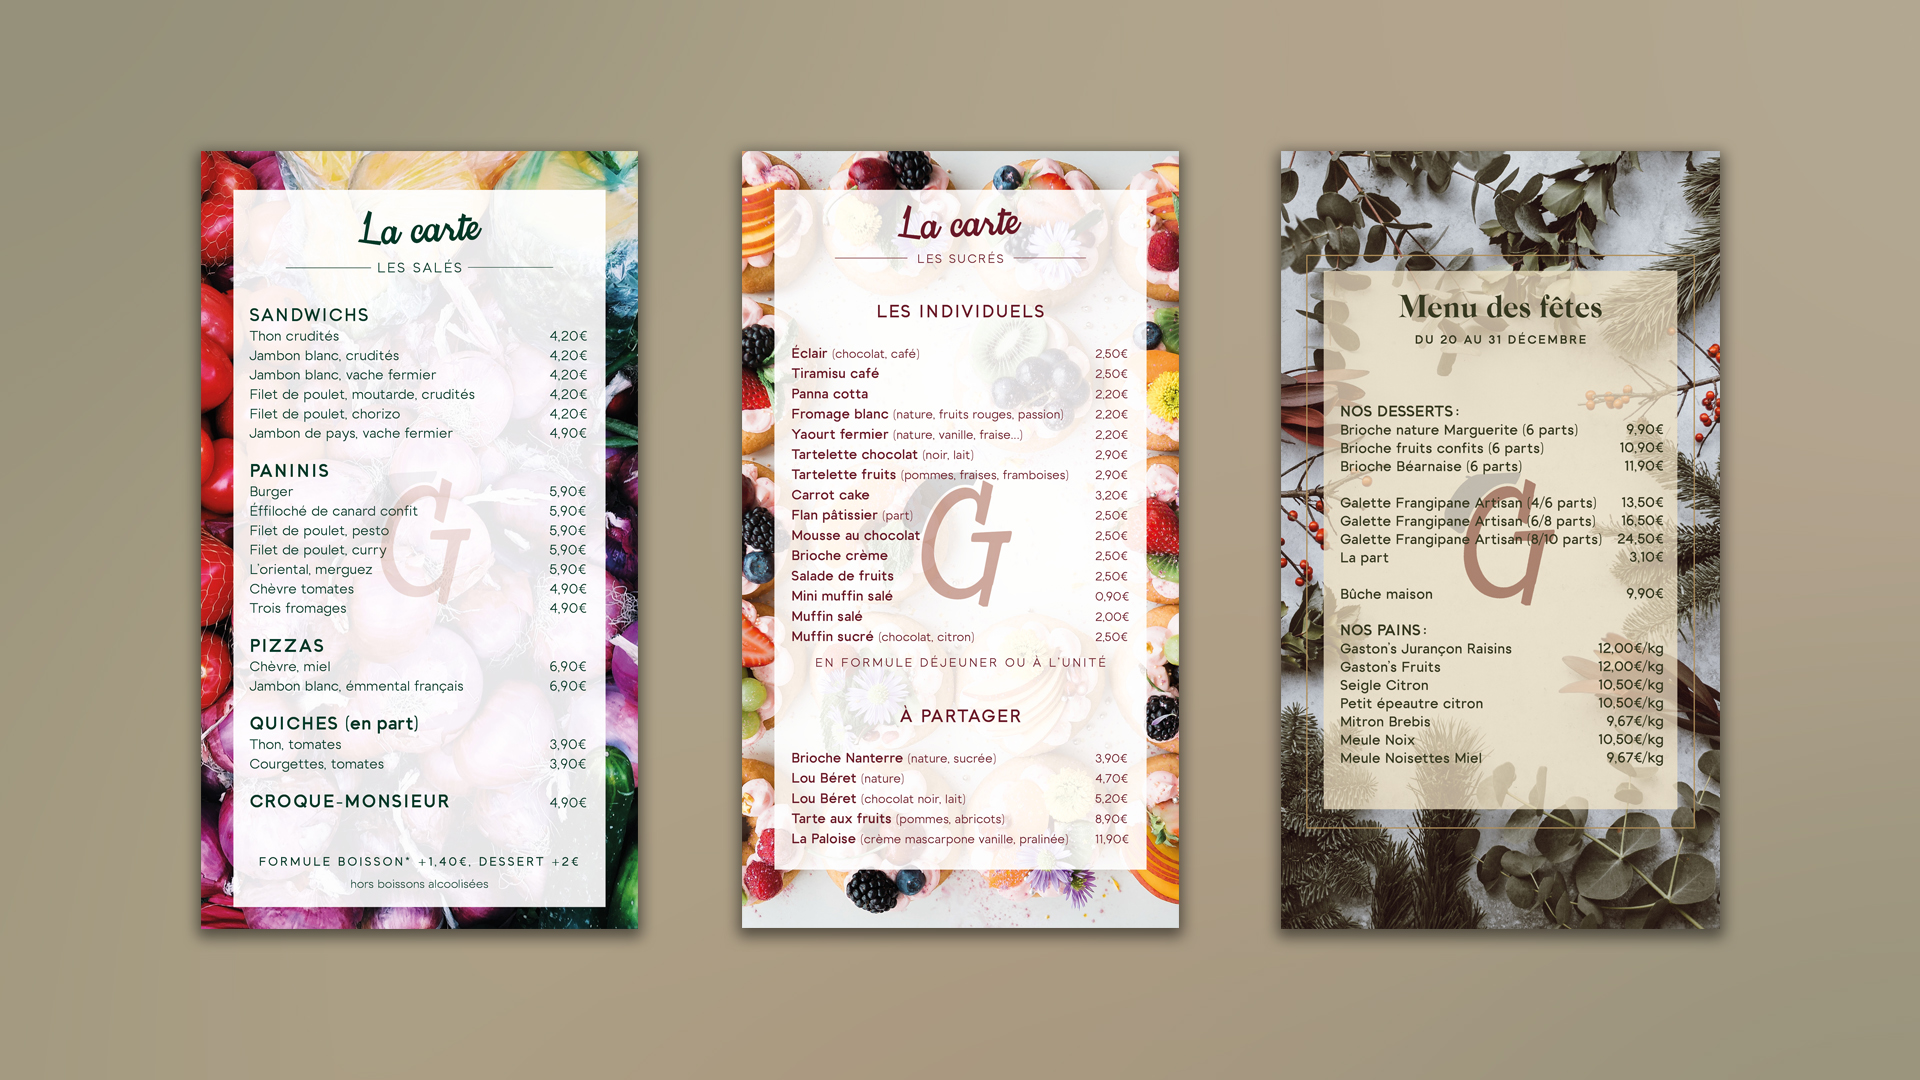 La carte
LES SALÉS
SANDWICHS
Thon crudités 4,20€
Jambon blanc, crudités 4,20€
Jambon blanc, vache fermier 4,20€
Filet de poulet, moutarde, crudités 4,20€
Filet de poulet, chorizo 4,20€
Jambon de pays, vache fermier 4,90€
PANINIS
Burger 5,90€
Éffiloché de canard confit 5,90€
Filet de poulet, pesto 5,90€
Filet de poulet, curry 5,90€
L'oriental, merguez 5,90€
Chèvre tomates 4,90€
Trois fromages 4,90€
PIZZAS
Chèvre, miel 6,90€
Jambon blanc, émmental français 6,90€
QUICHES (en part)
Thon, tomates 3,90€
Courgettes, tomates 3,90€
CROQUE-MONSIEUR 4,90€
FORMULE BOISSON* +1,40€, DESSERT +2€
hors boissons alcoolisées
G
La carte
LES SUCRÉS
LES INDIVIDUELS
Éclair (chocolat, café) 2,50€
Tiramisu café 2,50€
Panna cotta 2,20€
Fromage blanc (nature, fruits rouges, passion) 2,20€
Yaourt fermier (nature, vanille, fraise...) 2,20€
Tartelette chocolat (noir, lait) 2,90€
Tartelette fruits (pommes, fraises, framboises) 2,90€
Carrot cake 3,20€
Flan pâtissier (part) 2,50€
Mousse au chocolat 2,50€
Brioche crème 2,50€
Salade de fruits 2,50€
Mini muffin salé 0,90€
Muffin salé 2,00€
Muffin sucré (chocolat, citron) 2,50€
EN FORMULE DÉJEUNER OU À L'UNITÉ
À PARTAGER
Brioche Nanterre (nature, sucrée) 3,90€
Lou Béret (nature) 4,70€
Lou Béret (chocolat noir, lait) 5,20€
Tarte aux fruits (pommes, abricots) 8,90€
La Paloise (crème mascarpone vanille, pralinée) 11,90€
G
Menu des fêtes
DU 20 AU 31 DÉCEMBRE
NOS DESSERTS :
Brioche nature Marguerite (6 parts) 9,90€
Brioche fruits confits (6 parts) 10,90€
Brioche Béarnaise (6 parts) 11,90€
Galette Frangipane Artisan (4/6 parts) 13,50€
Galette Frangipane Artisan (6/8 parts) 16,50€
Galette Frangipane Artisan (8/10 parts) 24,50€
La part 3,10€
Bûche maison 9,90€
NOS PAINS :
Gaston's Jurançon Raisins 12,00€/kg
Gaston's Fruits 12,00€/kg
Seigle Citron 10,50€/kg
Petit épeautre citron 10,50€/kg
Mitron Brebis 9,67€/kg
Meule Noix 10,50€/kg
Meule Noisettes Miel 9,67€/kg
G